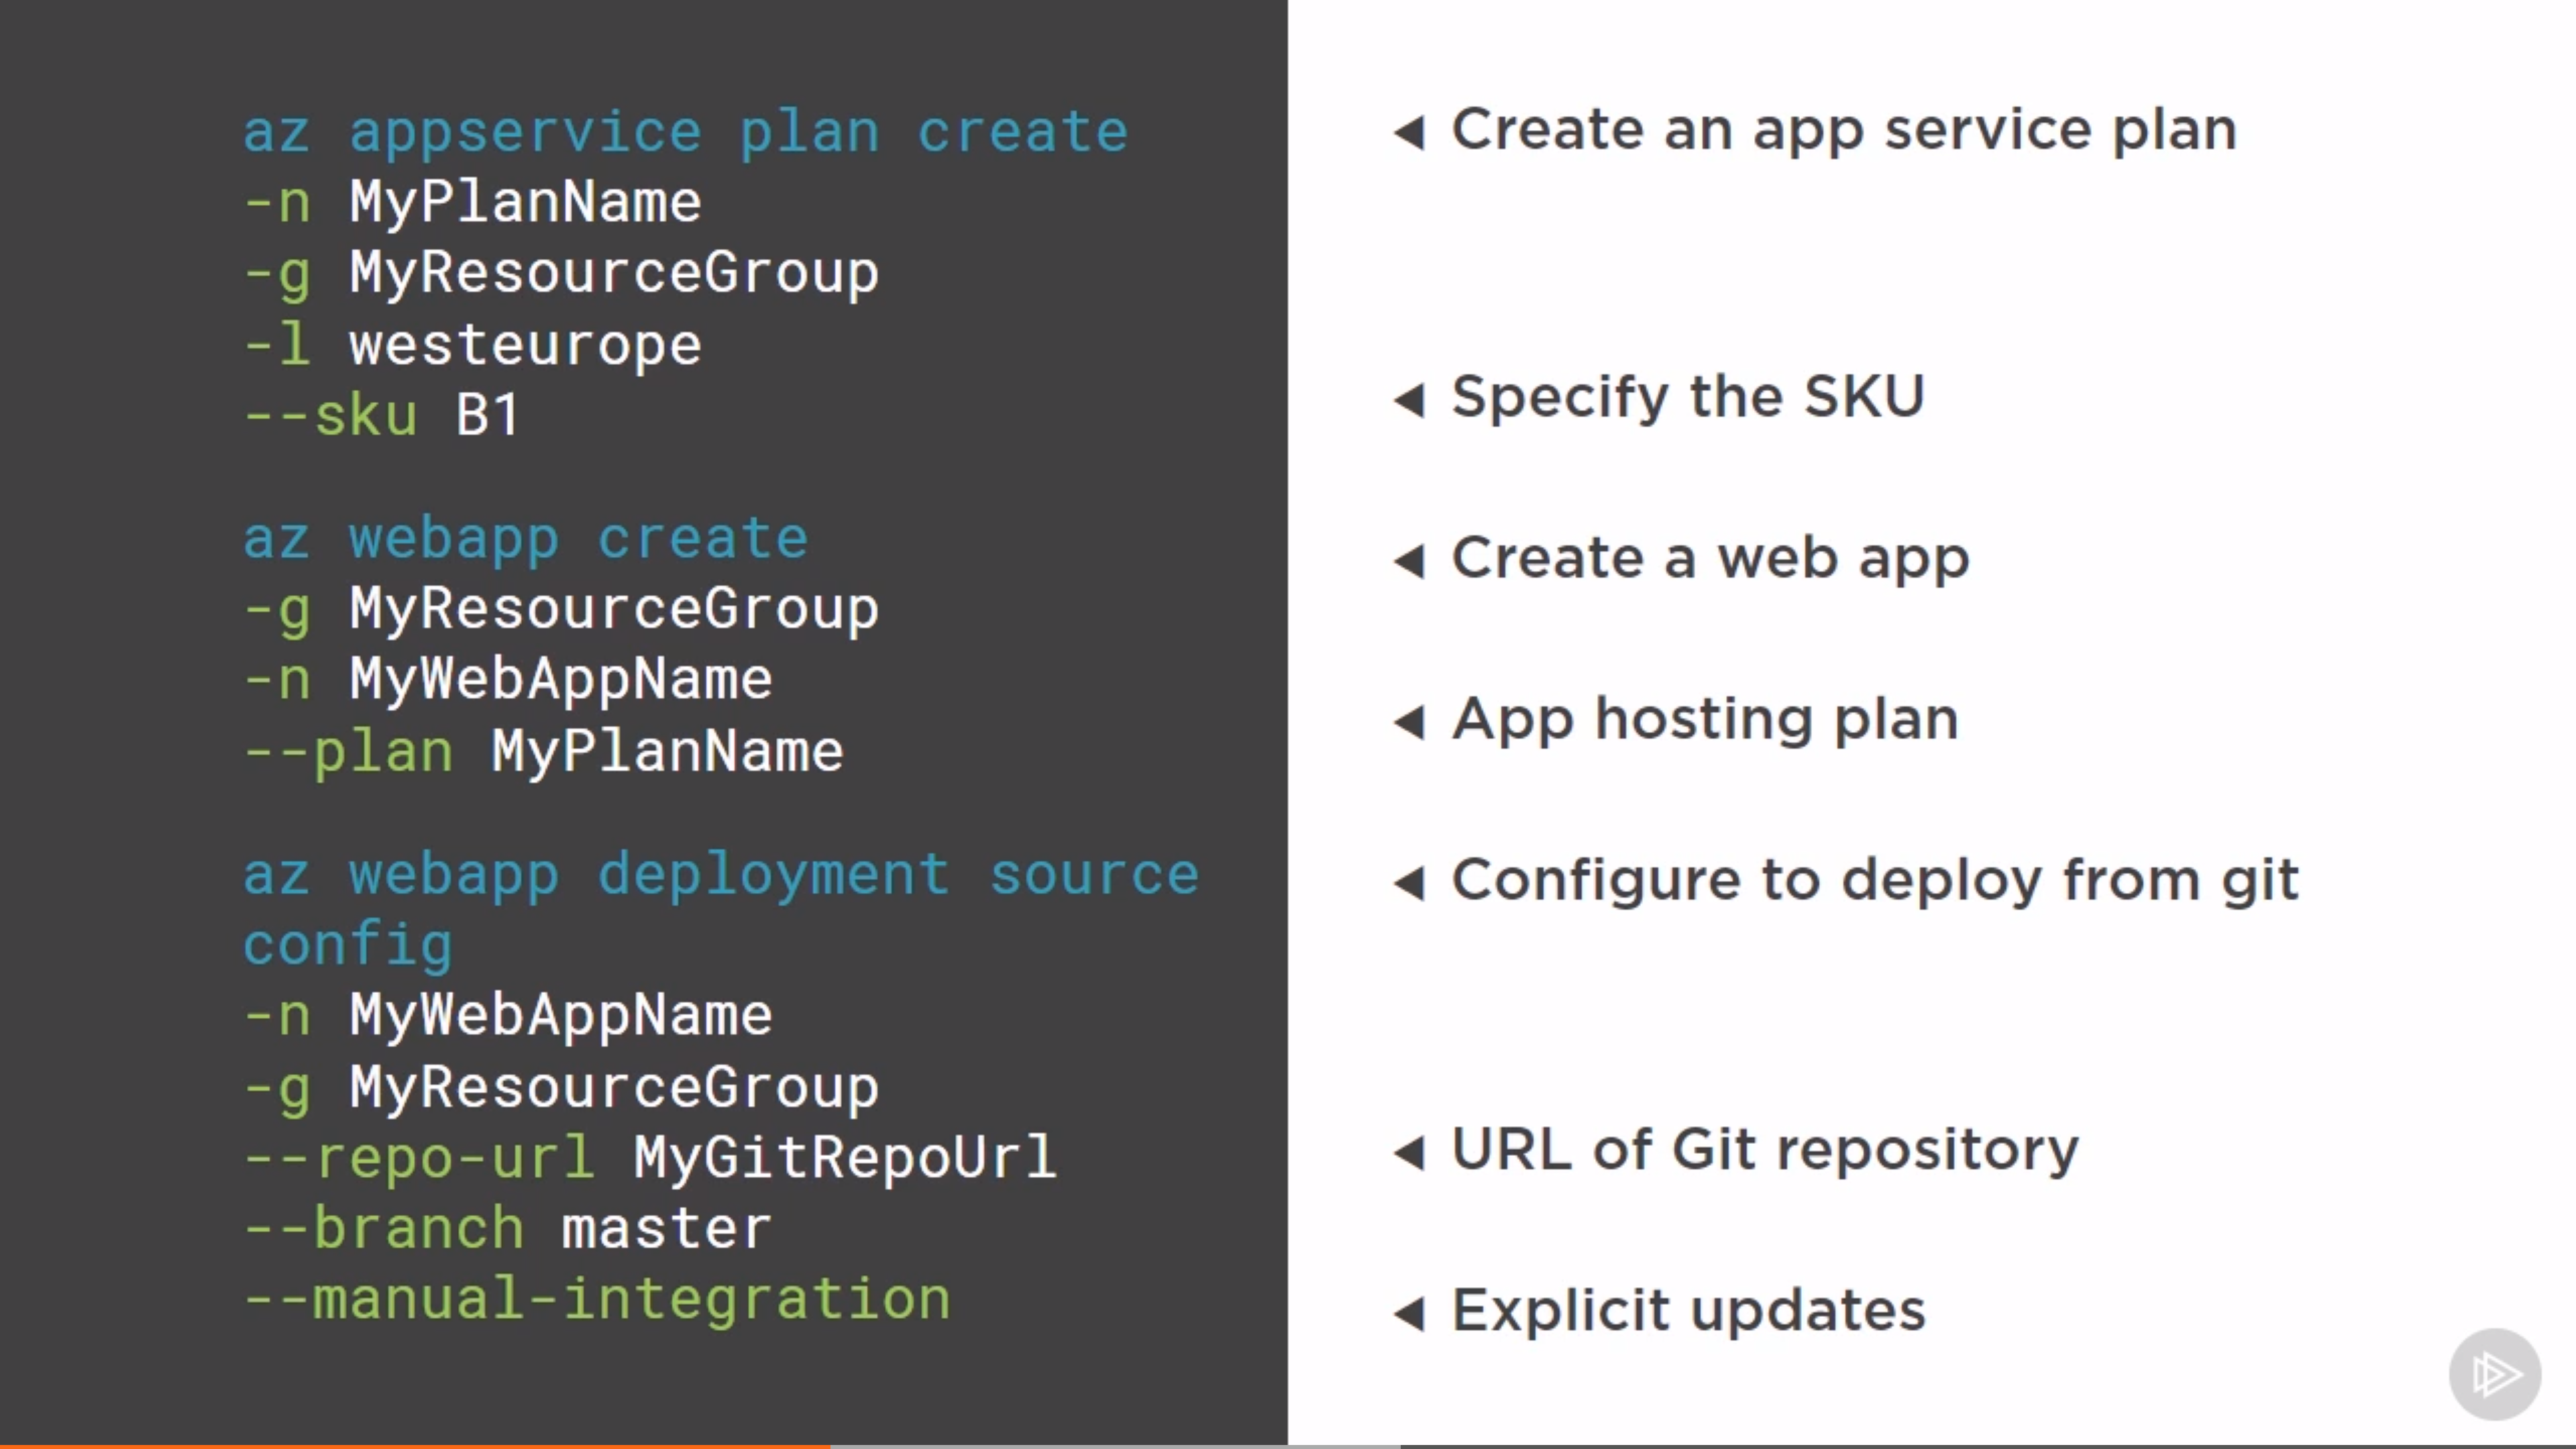 az appservice plan create
-n MyPlanName
-g MyResourceGroup
-l westeurope
--sku B1
az webapp create
-g MyResourceGroup
-n MyWebAppName
--plan MyPlanName
az webapp deployment source
config
-n MyWebAppName
-g MyResourceGroup
--repo-url MyGitRepoUrl
--branch master
--manual-integration
◄ Create an app service plan
◄ Specify the SKU
◄ Create a web app
◄ App hosting plan
◄ Configure to deploy from git
◄ URL of Git repository
◄ Explicit updates